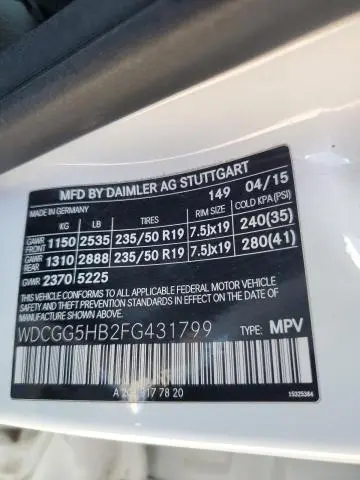 MFD BY DAIMLER AG STUTTGART
MADE IN GERMANY 149 04/15
KG LB TIRES RIM SIZE COLD KPA (PSI)
GAWR FRONT 1150 2535 235/50 R19 7.5Jx19 240(35)
GAWR REAR 1310 2888 235/50 R19 7.5Jx19 280(41)
GVWR 2370 5225
THIS VEHICLE CONFORMS TO ALL APPLICABLE FEDERAL MOTOR VEHICLE
SAFETY AND THEFT PREVENTION STANDARDS IN EFFECT ON THE DATE OF
MANUFACTURE SHOWN ABOVE.
WDCGG5HB2FG431799 TYPE: MPV
A 77 820
15325384